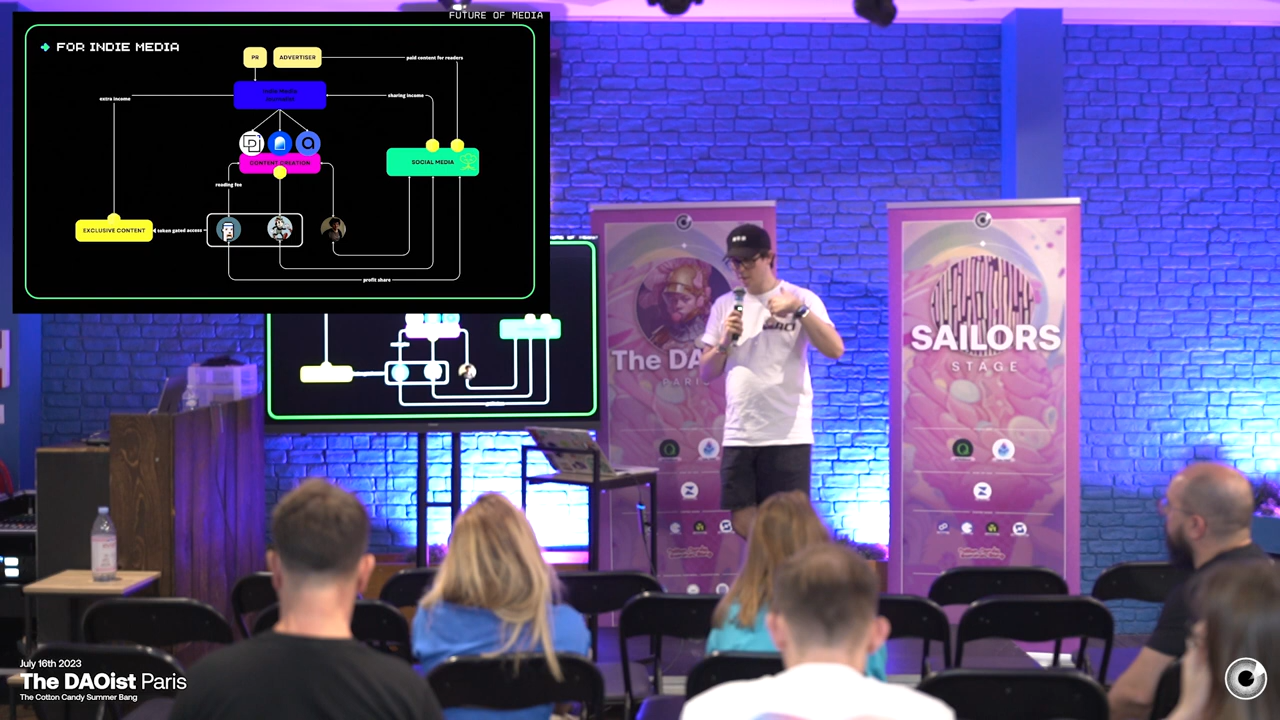 FUTURE OF MEDIA
FOR INDIE MEDIA
PR
ADVERTISER
paid content for readers
extra income
sharing income
CONTENT CREATION
SOCIAL MEDIA
reading fee
EXCLUSIVE CONTENT
token gated access
profit share
The DA
PARIS
SAILORS
STAGE
July 16th 2023
The DAOist Paris
The Cotton Candy Summer Bang